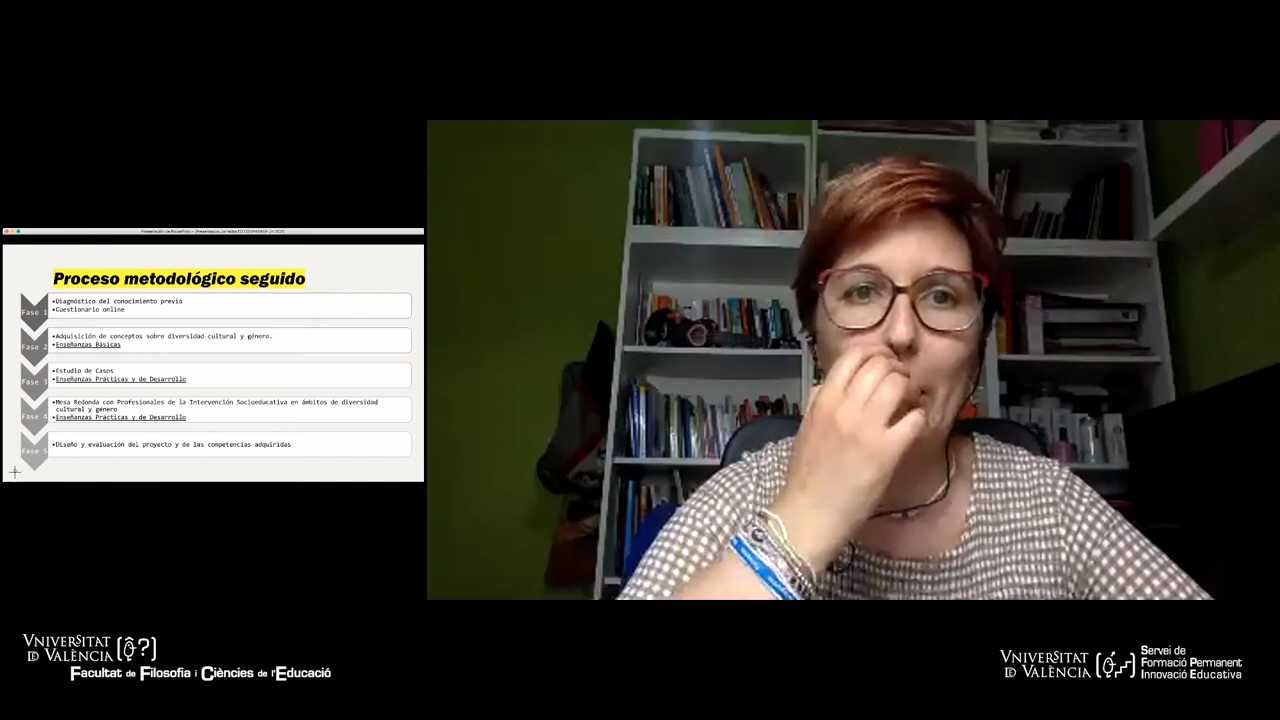 Proceso metodológico seguido
Fase 1
•Diagnóstico del conocimiento previo
•Cuestionario online
Fase 2
•Adquisición de conceptos sobre diversidad cultural y género.
•Enseñanzas Básicas
Fase 3
•Estudio de Casos
•Enseñanzas Prácticas y de Desarrollo
Fase 4
•Mesa Redonda con Profesionales de la Intervención Socioeducativa en ámbitos de diversidad
cultural y género
•Enseñanzas Prácticas y de Desarrollo
Fase 5
•Diseño y evaluación del proyecto y de las competencias adquiridas
VNIVERSITAT
ID VALÈNCIA
Facultat de Filosofia i Ciències de l'Educació
VNIVERSITAT
ID VALÈNCIA
Servei de
Formació Permanent
Innovació Educativa